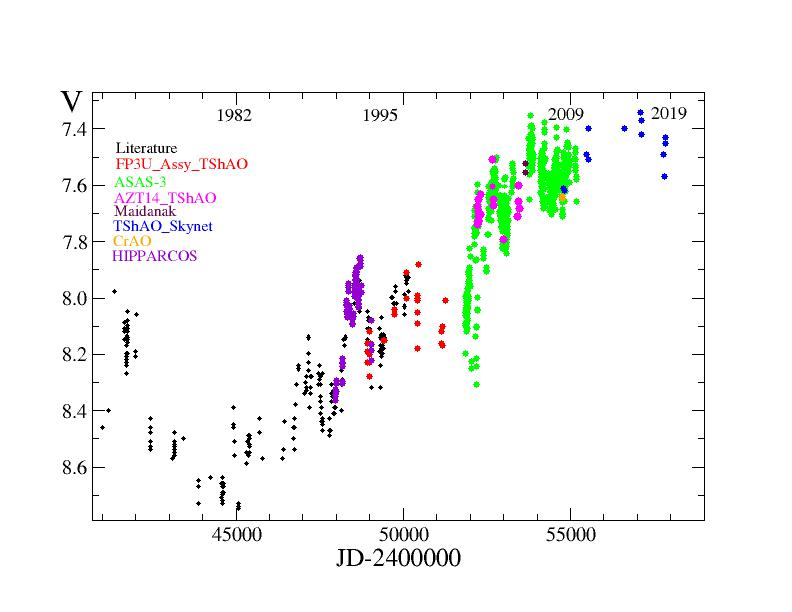 V
1982 1995 2009 2019
7.4
Literature
FP3U_Assy_TShAO
ASAS-3
7.6
AZT14_TShAO
Maidanak
TShAO_Skynet
CrAO
7.8
HIPPARCOS
8.0
8.2
8.4
8.6
45000 50000 55000
JD-2400000